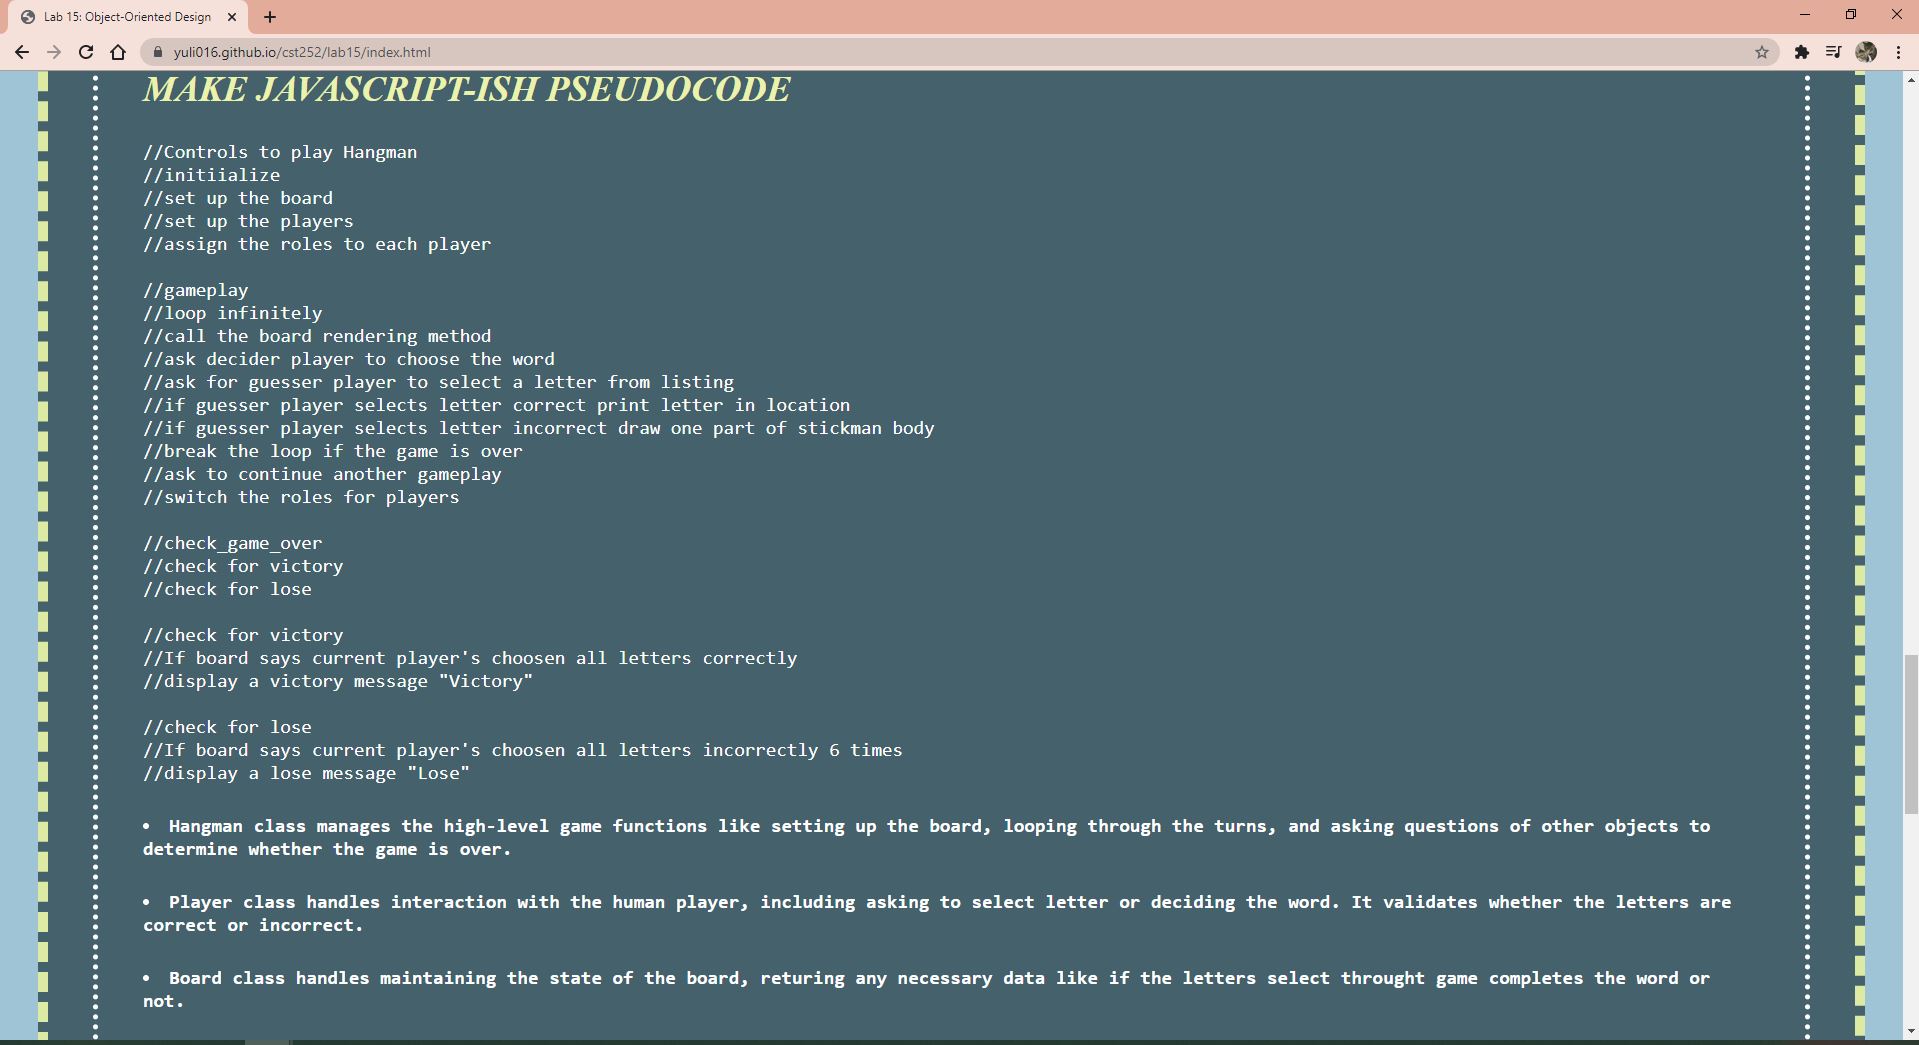 Lab 15: Object-Oriented Design
yuli016.github.io/cst252/lab15/index.html
MAKE JAVASCRIPT-ISH PSEUDOCODE
//Controls to play Hangman
//initiialize
//set up the board
//set up the players
//assign the roles to each player
//gameplay
//loop infinitely
//call the board rendering method
//ask decider player to choose the word
//ask for guesser player to select a letter from listing
//if guesser player selects letter correct print letter in location
//if guesser player selects letter incorrect draw one part of stickman body
//break the loop if the game is over
//ask to continue another gameplay
//switch the roles for players
//check_game_over
//check for victory
//check for lose
//check for victory
//If board says current player's choosen all letters correctly
//display a victory message "Victory"
//check for lose
//If board says current player's choosen all letters incorrectly 6 times
//display a lose message "Lose"
• Hangman class manages the high-level game functions like setting up the board, looping through the turns, and asking questions of other objects to
determine whether the game is over.
• Player class handles interaction with the human player, including asking to select letter or deciding the word. It validates whether the letters are
correct or incorrect.
• Board class handles maintaining the state of the board, returing any necessary data like if the letters select throught game completes the word or
not.